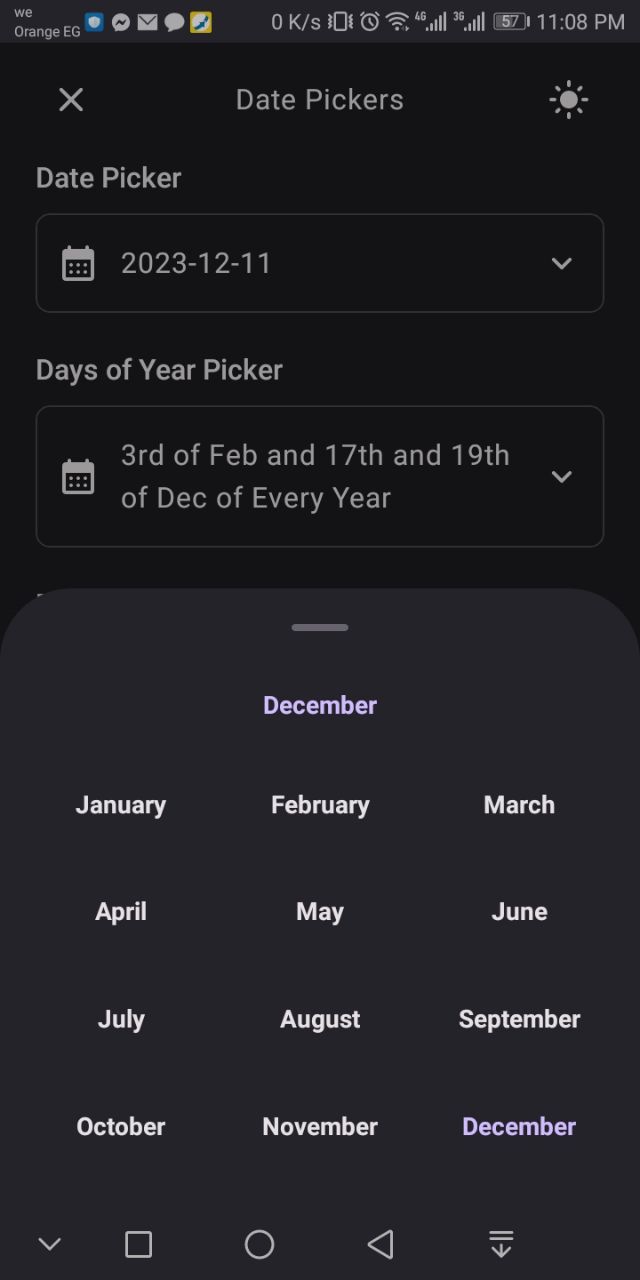 we
Orange EG
0 K/s 4G 3G 57 11:08 PM
Date Pickers
Date Picker
2023-12-11
Days of Year Picker
3rd of Feb and 17th and 19th
of Dec of Every Year
December
January February March
April May June
July August September
October November December